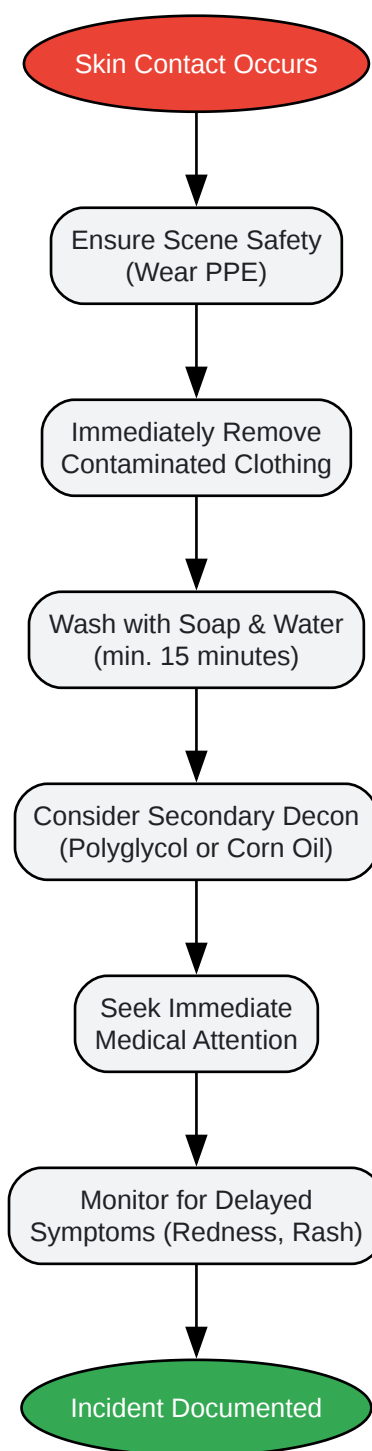 Skin Contact Occurs
Ensure Scene Safety
(Wear PPE)
Immediately Remove
Contaminated Clothing
Wash with Soap & Water
(min. 15 minutes)
Consider Secondary Decon
(Polyglycol or Corn Oil)
Seek Immediate
Medical Attention
Monitor for Delayed
Symptoms (Redness, Rash)
Incident Documented